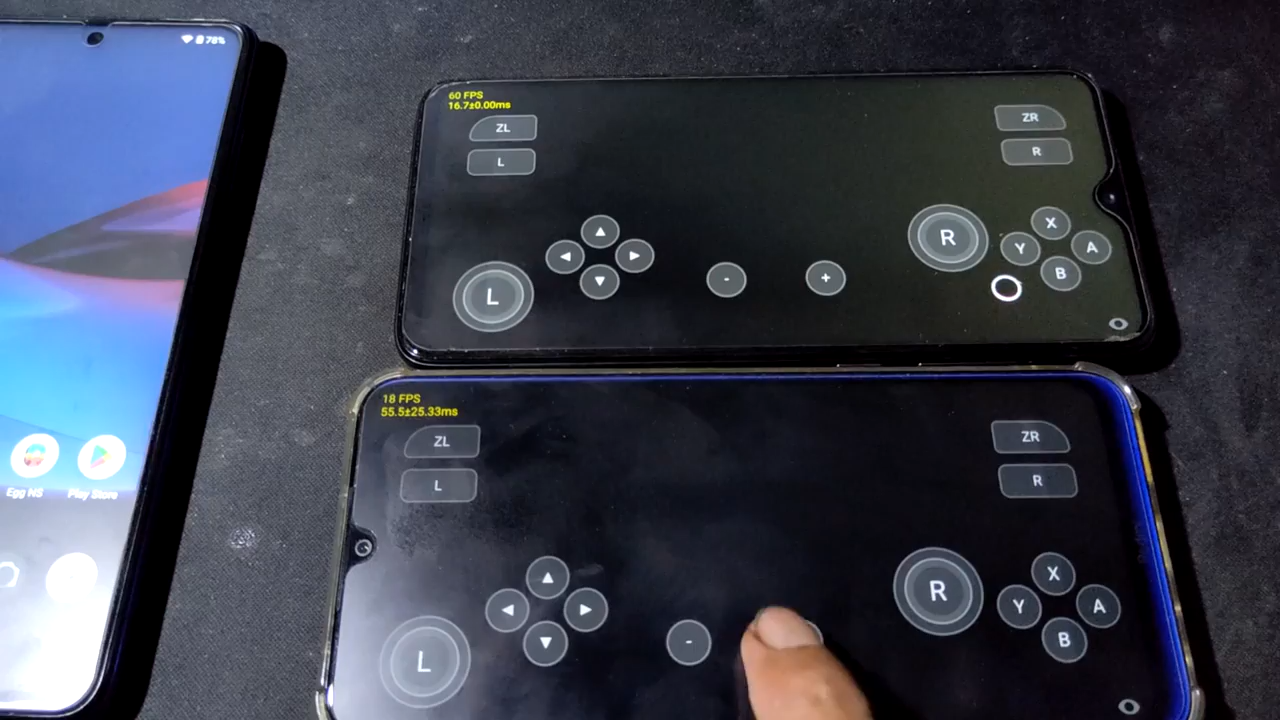 78%
Egg NS
Play Store
60 FPS
16.7±0.00ms
ZL
ZR
L
R
X
R
Y
A
B
L
-
+
18 FPS
55.5±25.33ms
ZL
ZR
L
R
X
R
Y
A
B
L
-